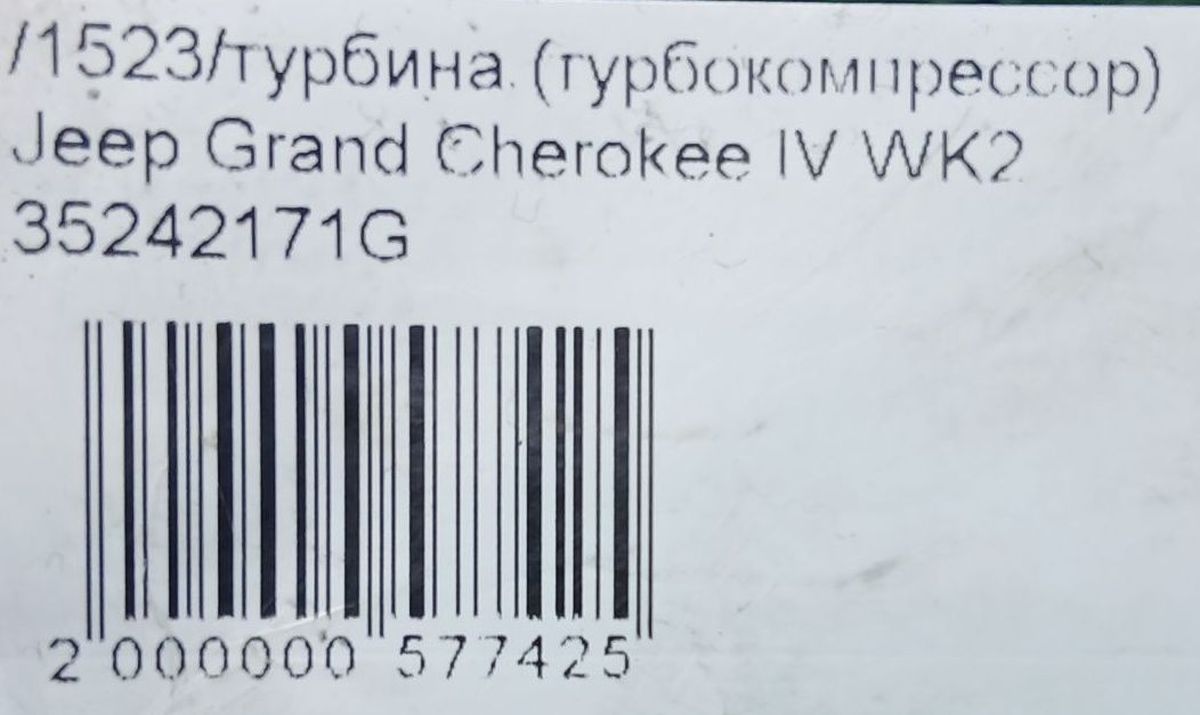 /1523/турбина (турбокомпрессор)
Jeep Grand Cherokee IV WK2
35242171G
2 000000 577425